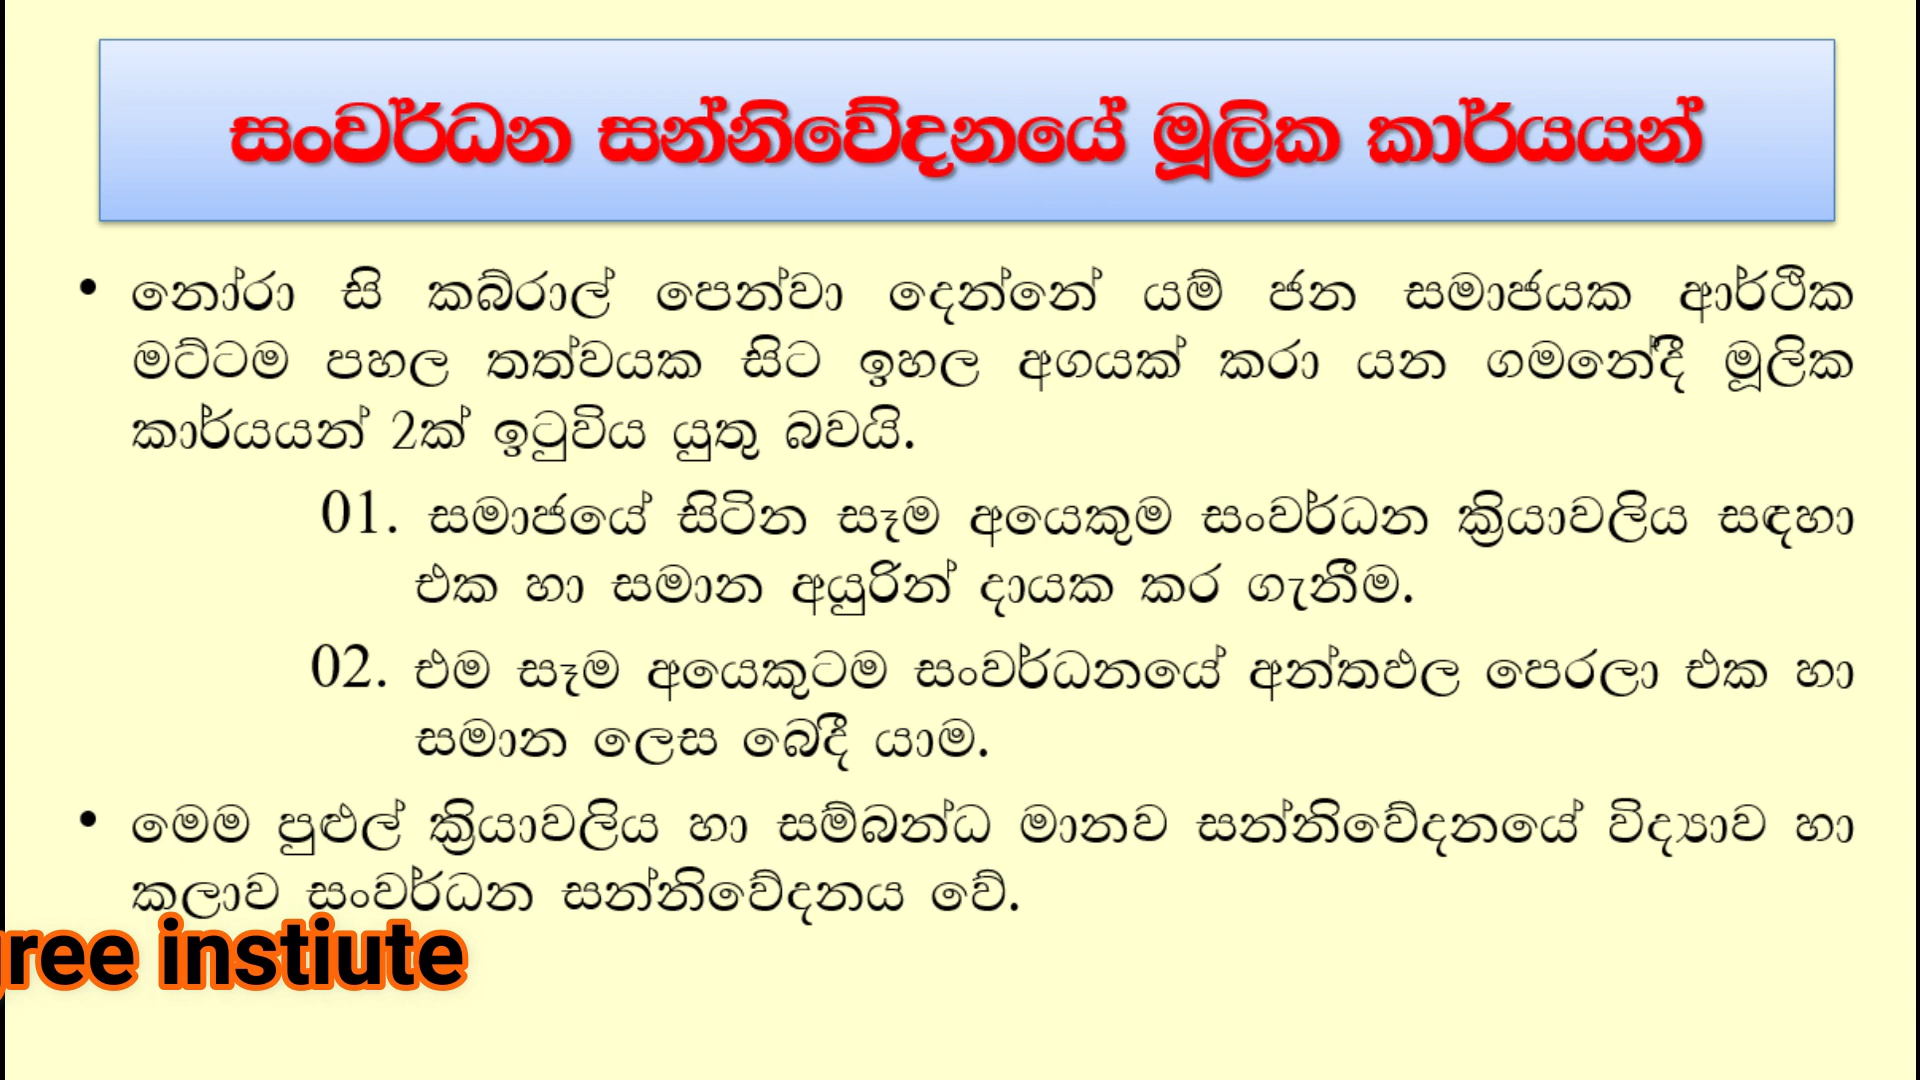 සංවර්ධන සන්නිවේදනයේ මූලික කාර්යයන්
• නෝරා සි කබ්රාල් පෙන්වා දෙන්නේ යම් ජන සමාජයක ආර්ථික
මට්ටම පහල තත්වයක සිට ඉහල අගයක් කරා යන ගමනේදී මූලික
කාර්යයන් 2ක් ඉටුවිය යුතු බවයි.
01. සමාජයේ සිටින සෑම අයෙකුම සංවර්ධන ක්‍රියාවලිය සඳහා
එක හා සමාන අයුරින් දායක කර ගැනීම.
02. එම සෑම අයෙකුටම සංවර්ධනයේ අන්තඵල පෙරලා එක හා
සමාන ලෙස බෙදී යාම.
• මෙම පුළුල් ක්‍රියාවලිය හා සම්බන්ධ මානව සන්නිවේදනයේ විද්‍යාව හා
කලාව සංවර්ධන සන්නිවේදනය වේ.
ree instiute